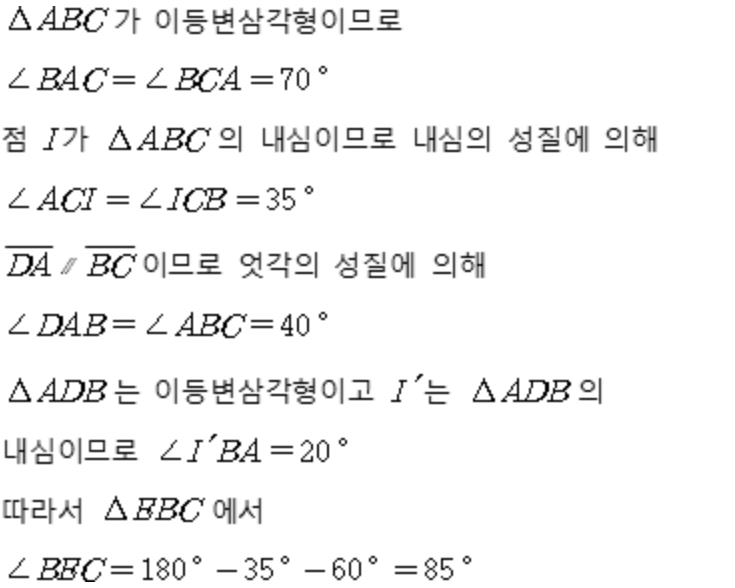 △ABC가 이등변삼각형이므로
∠BAC=∠BCA=70°
점 I가 △ABC의 내심이므로 내심의 성질에 의해
∠ACI=∠ICB=35°
D̅A̅ ∥ B̅C̅이므로 엇각의 성질에 의해
∠DAB=∠ABC=40°
△ADB는 이등변삼각형이고 I′는 △ADB의
내심이므로 ∠I′BA=20°
따라서 △EBC에서
∠BEC=180°-35°-60°=85°